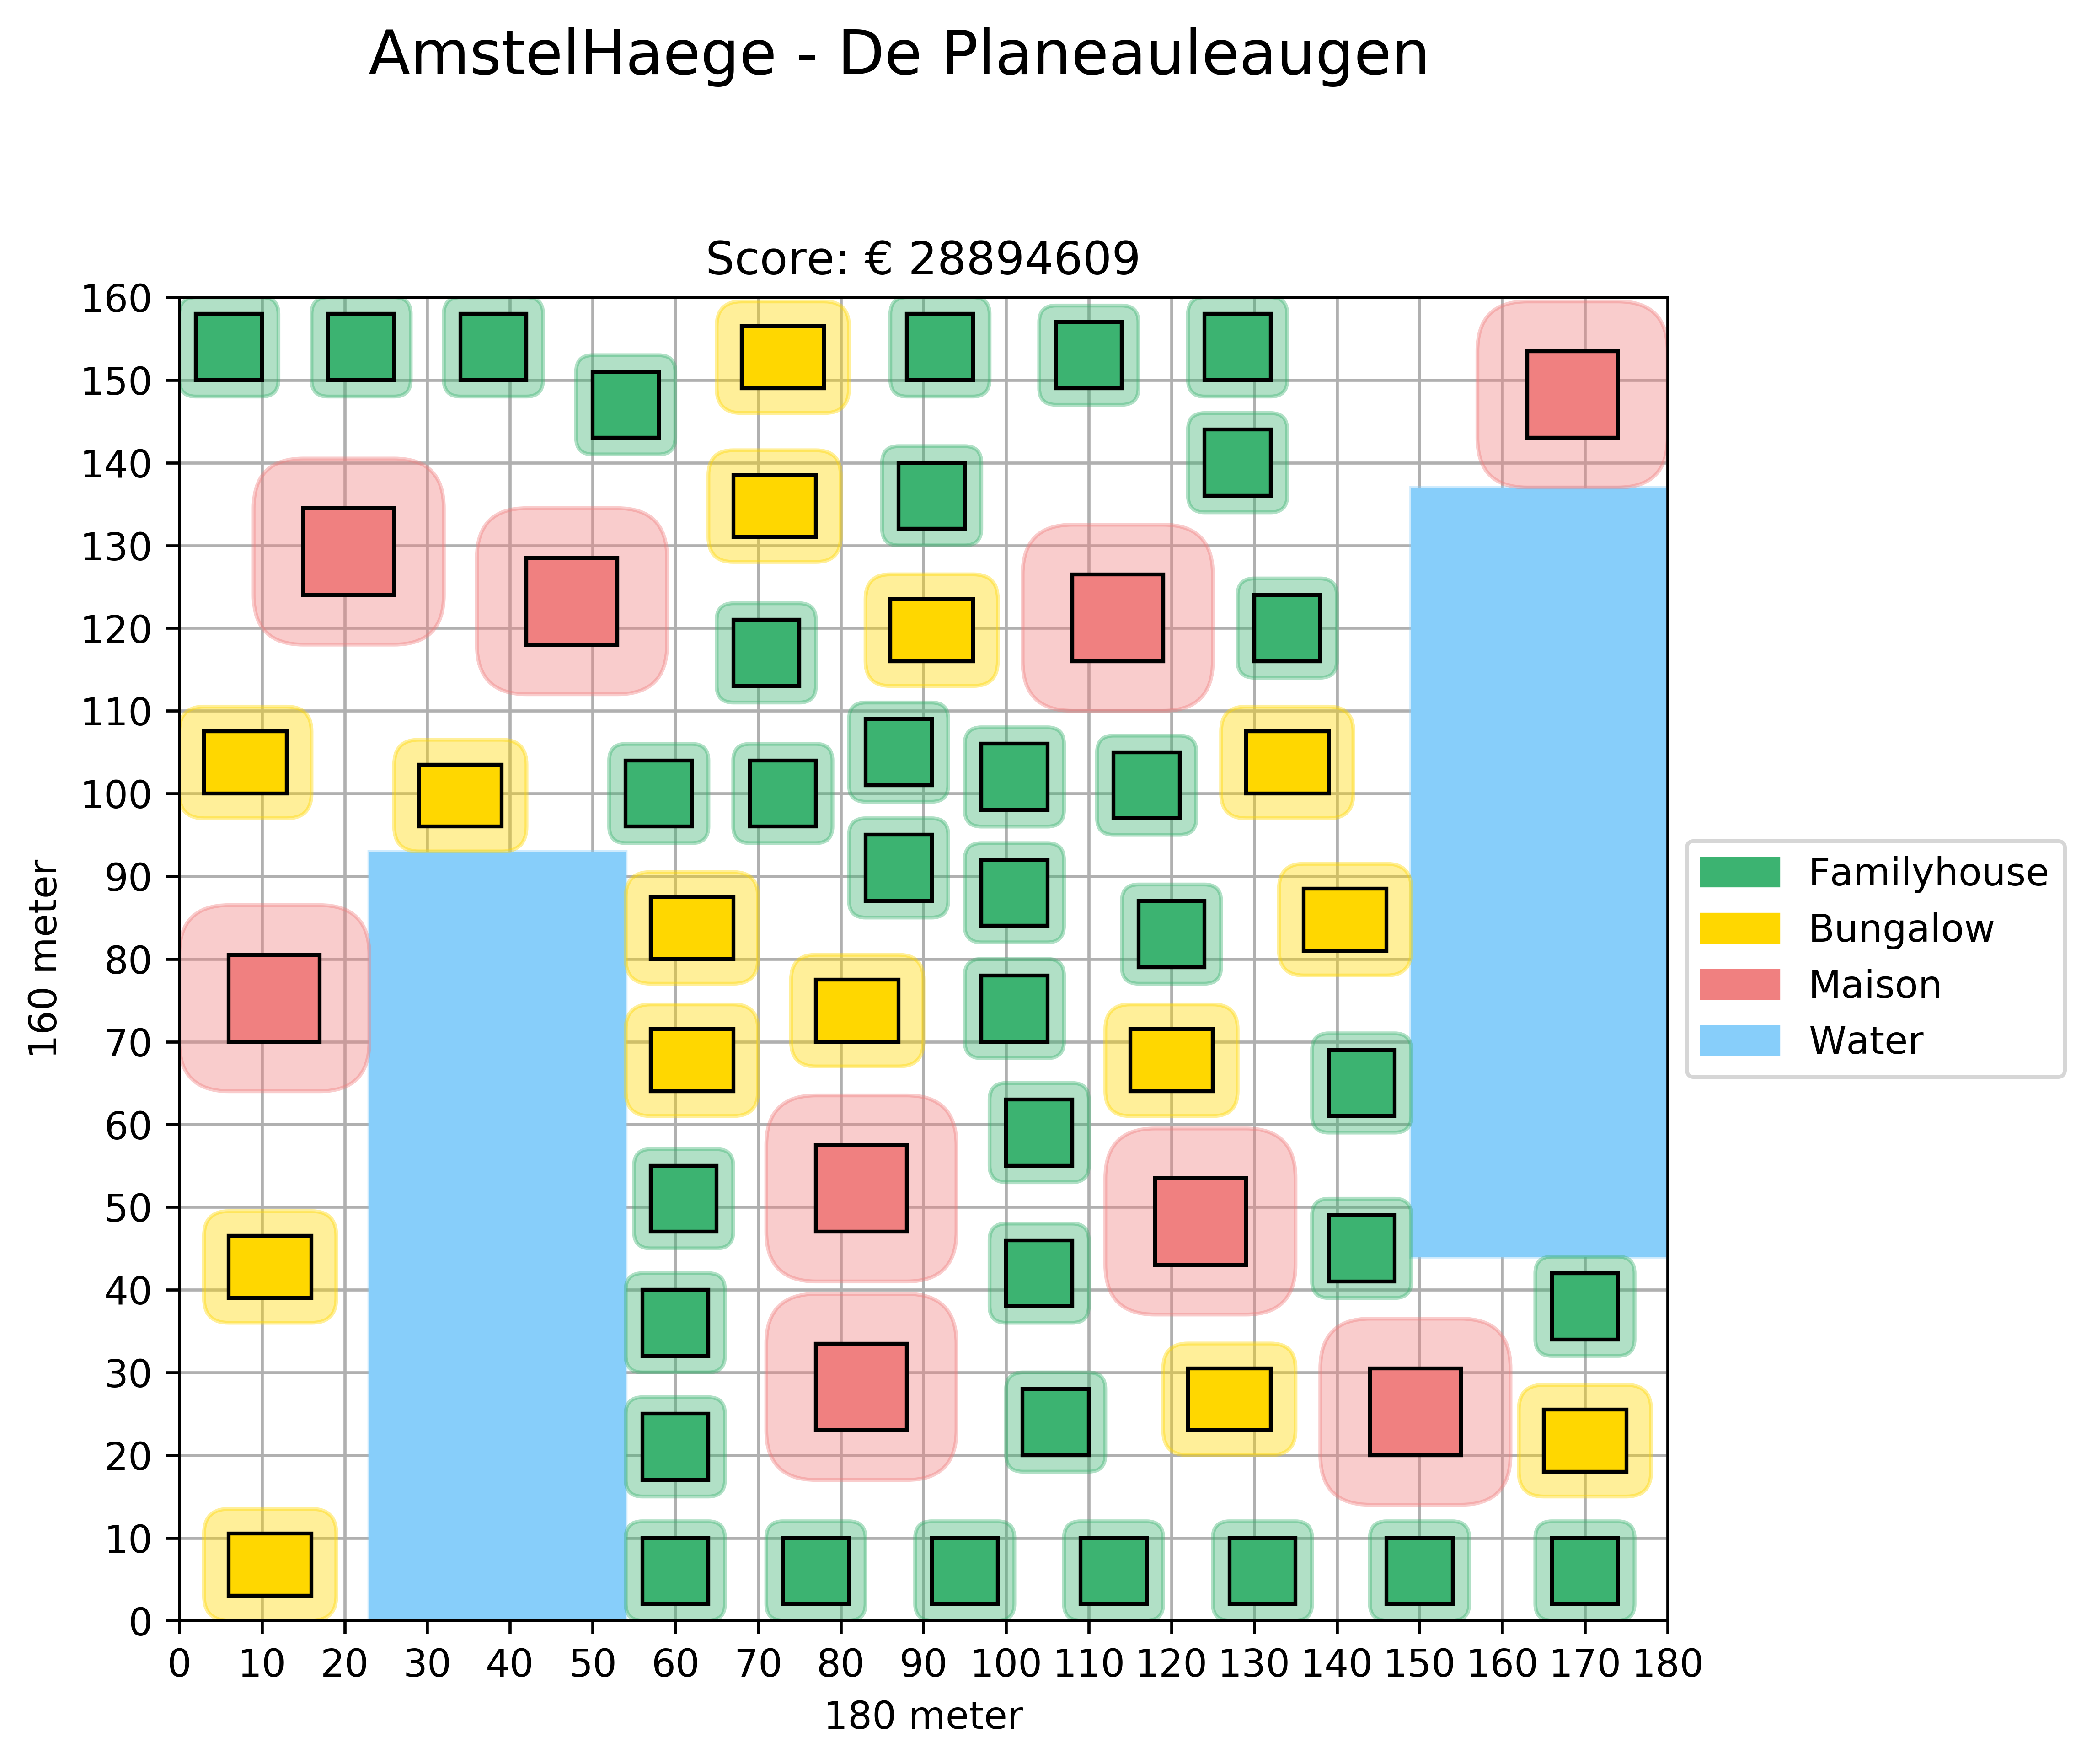 AmstelHaege - De Planeauleaugen
Score: € 28894609
160
150
140
130
120
110
100
90
80
70
60
50
40
30
20
10
0
160 meter
0 10 20 30 40 50 60 70 80 90 100 110 120 130 140 150 160 170 180
180 meter
Familyhouse
Bungalow
Maison
Water